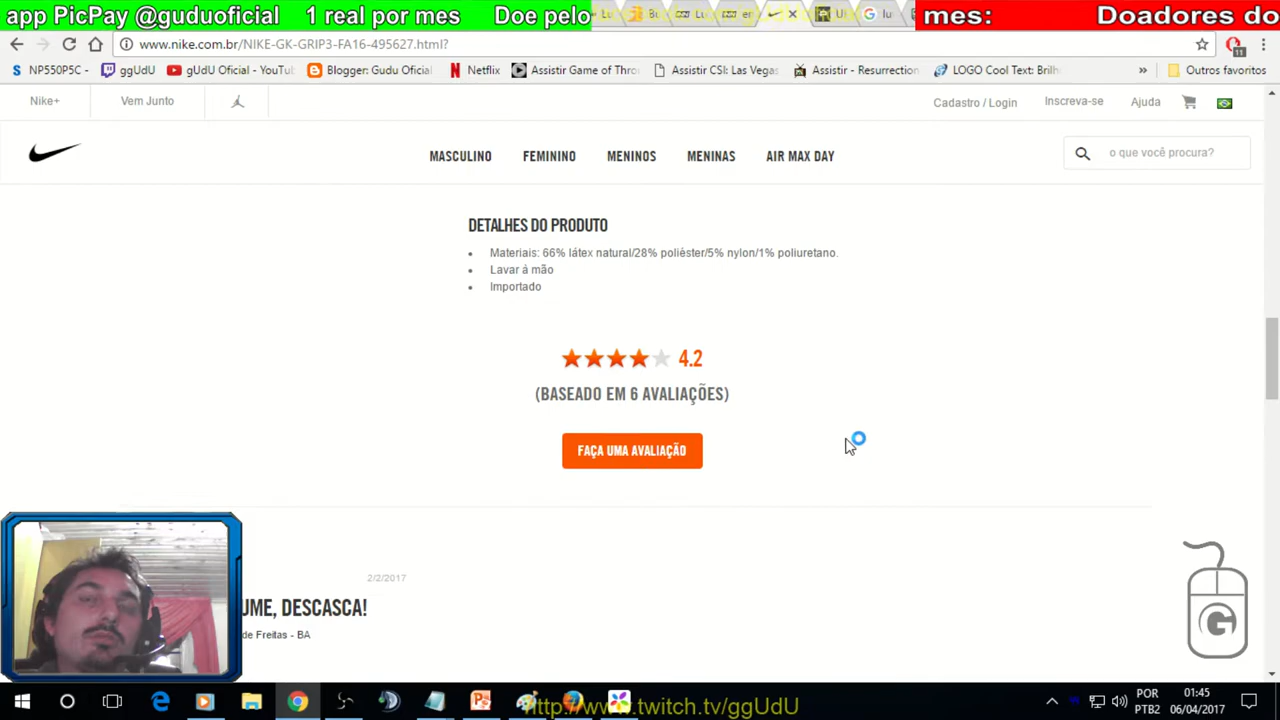 app PicPay @guduoficial 1 real por mes Doe pelo
mes: Doadores do
www.nike.com.br/NIKE-GK-GRIP3-FA16-495627.html?
11
NP550P5C -
ggUdU
gUdU Oficial - YouTu
Blogger: Gudu Oficial
Netflix
Assistir Game of Thro
Assistir CSI: Las Vegas
Assistir - Resurrection
LOGO Cool Text: Brilh
»
Outros favoritos
Nike+
Vem Junto
Cadastro / Login
Inscreva-se
Ajuda
MASCULINO
FEMININO
MENINOS
MENINAS
AIR MAX DAY
o que você procura?
DETALHES DO PRODUTO
• Materiais: 66% látex natural/28% poliéster/5% nylon/1% poliuretano.
• Lavar à mão
• Importado
4.2
(BASEADO EM 6 AVALIAÇÕES)
FAÇA UMA AVALIAÇÃO
2/2/2017
UME, DESCASCA!
de Freitas - BA
G
http://www.twitch.tv/ggUdU
POR
PTB2
01:45
06/04/2017